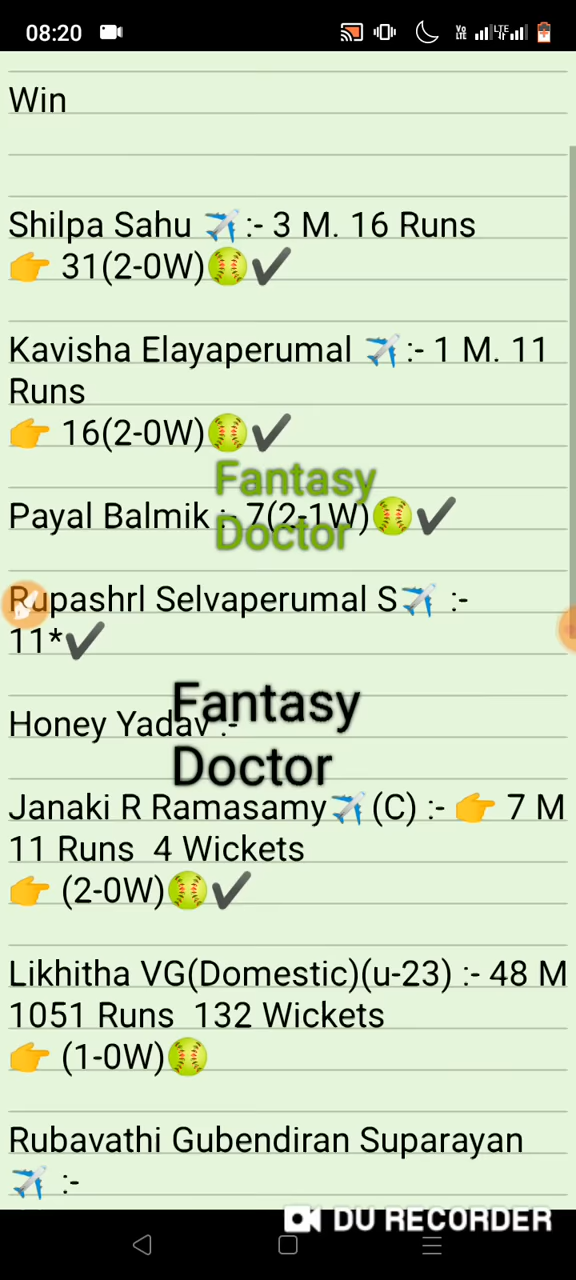 08:20
Vo LTE LTE
Win
Shilpa Sahu ✈️ :- 3 M. 16 Runs
👉 31(2-0W)🥎✔️
Kavisha Elayaperumal ✈️ :- 1 M. 11
Runs
👉 16(2-0W)🥎✔️
Fantasy
Payal Balmik :- 7(2-1W)🥎✔️
Doctor
Rupashrl Selvaperumal S✈️ :-
11*✔️
Fantasy
Honey Yadav :-
Doctor
Janaki R Ramasamy✈️(C) :- 👉 7 M
11 Runs 4 Wickets
👉 (2-0W)🥎✔️
Likhitha VG(Domestic)(u-23) :- 48 M
1051 Runs 132 Wickets
👉 (1-0W)🥎
Rubavathi Gubendiran Suparayan
✈️ :-
DU RECORDER